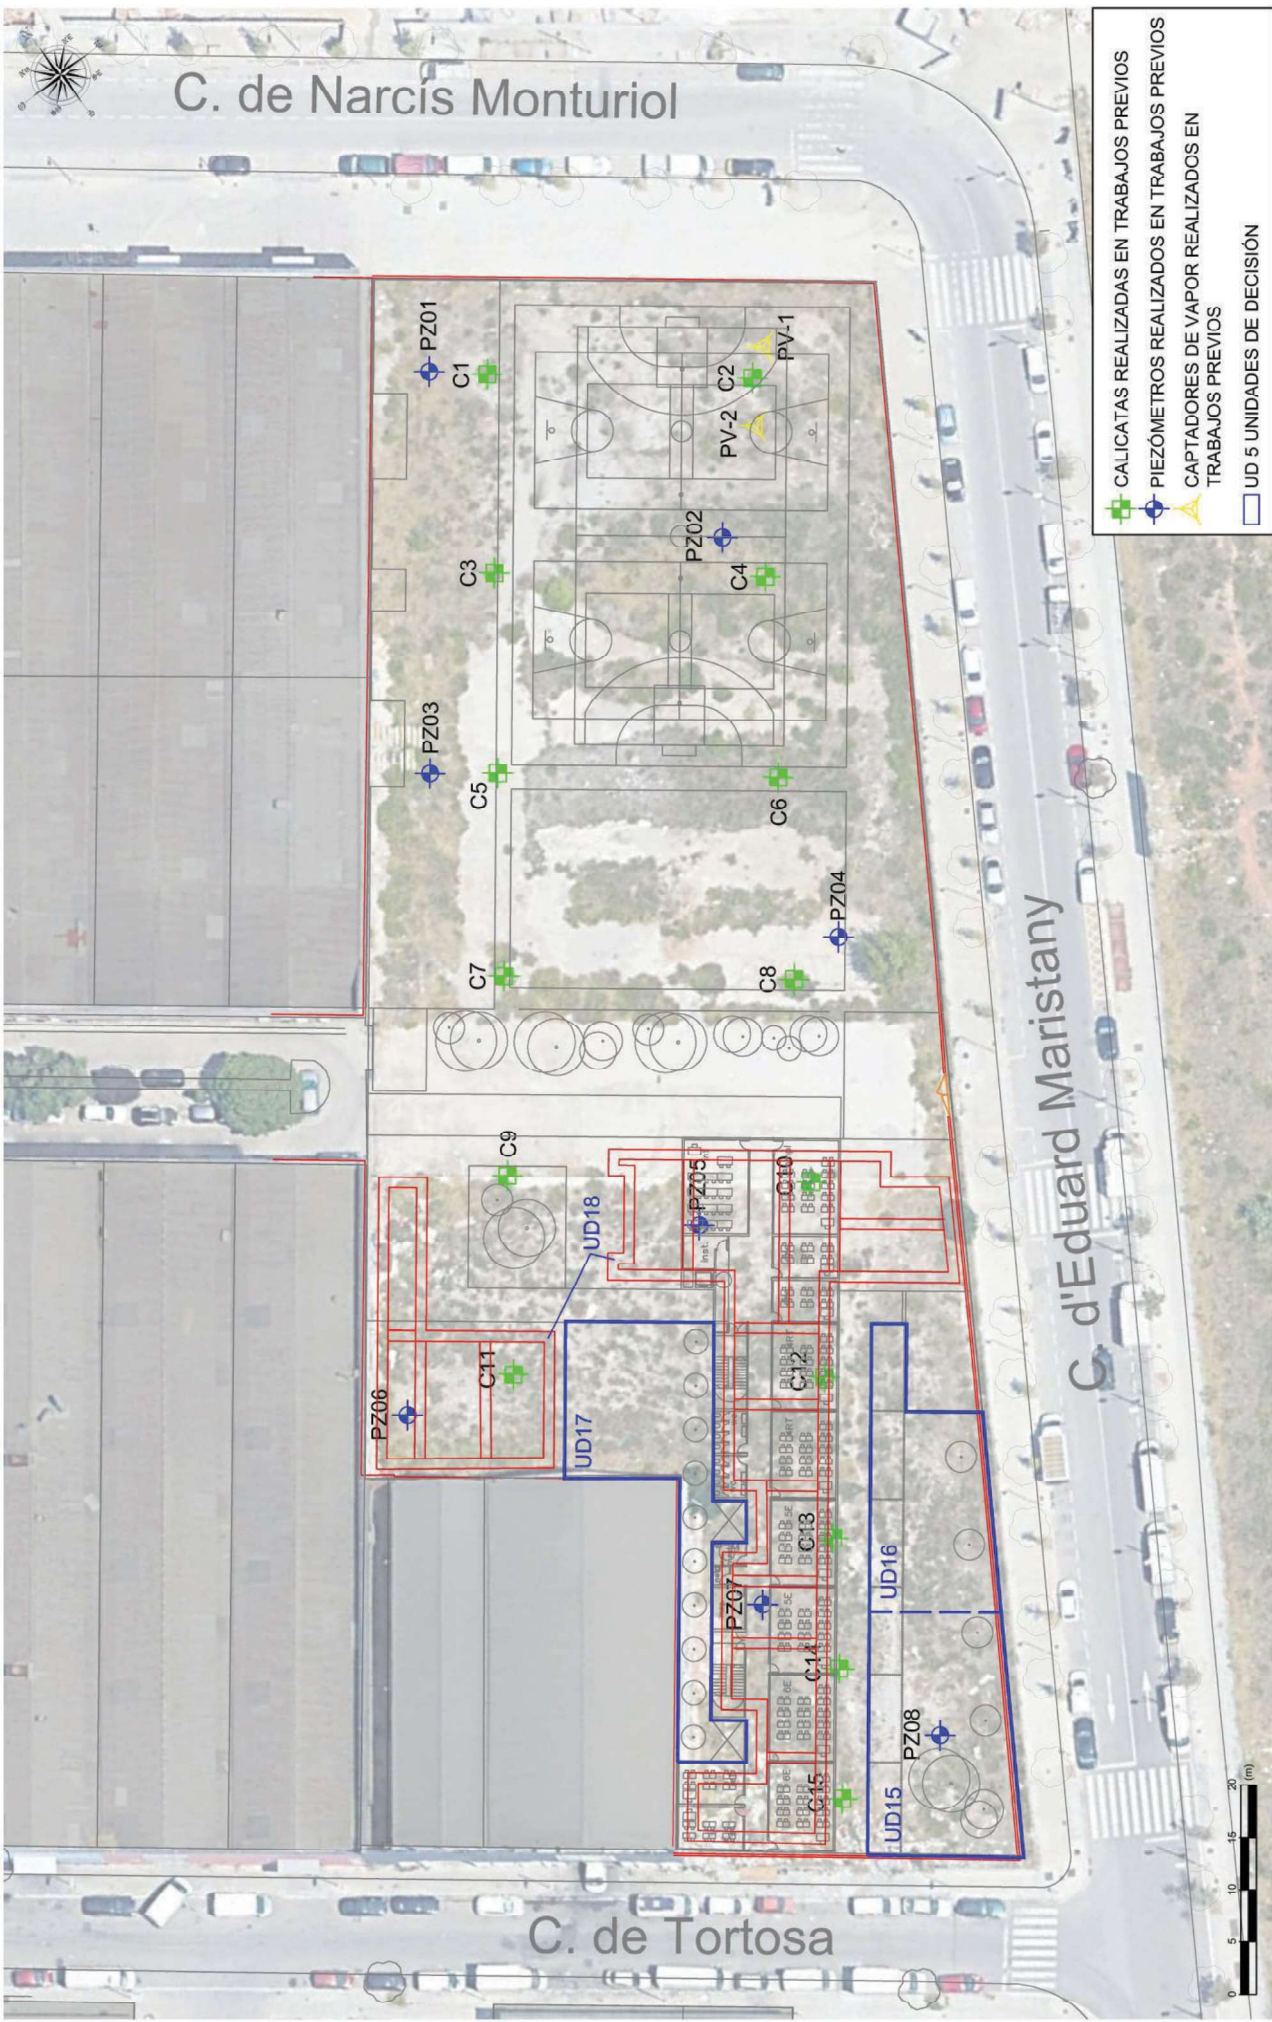 C. de Narcís Monturiol
PZ01
C1
PV-1
C2
PV-2
PZ02
C3
C4
PZ03
C5
C6
PZ04
C7
C8
C9
UD18
PZ05
C10
inst.
C11
PZ06
UD17
C12
C13
UD16
PZ07
C14
PZ08
C15
UD15
C. d'Eduard Maristany
C. de Tortosa
CALICATAS REALIZADAS EN TRABAJOS PREVIOS
PIEZÓMETROS REALIZADOS EN TRABAJOS PREVIOS
CAPTADORES DE VAPOR REALIZADOS EN
TRABAJOS PREVIOS
UD 5 UNIDADES DE DECISIÓN
0 5 10 15 20 (m)